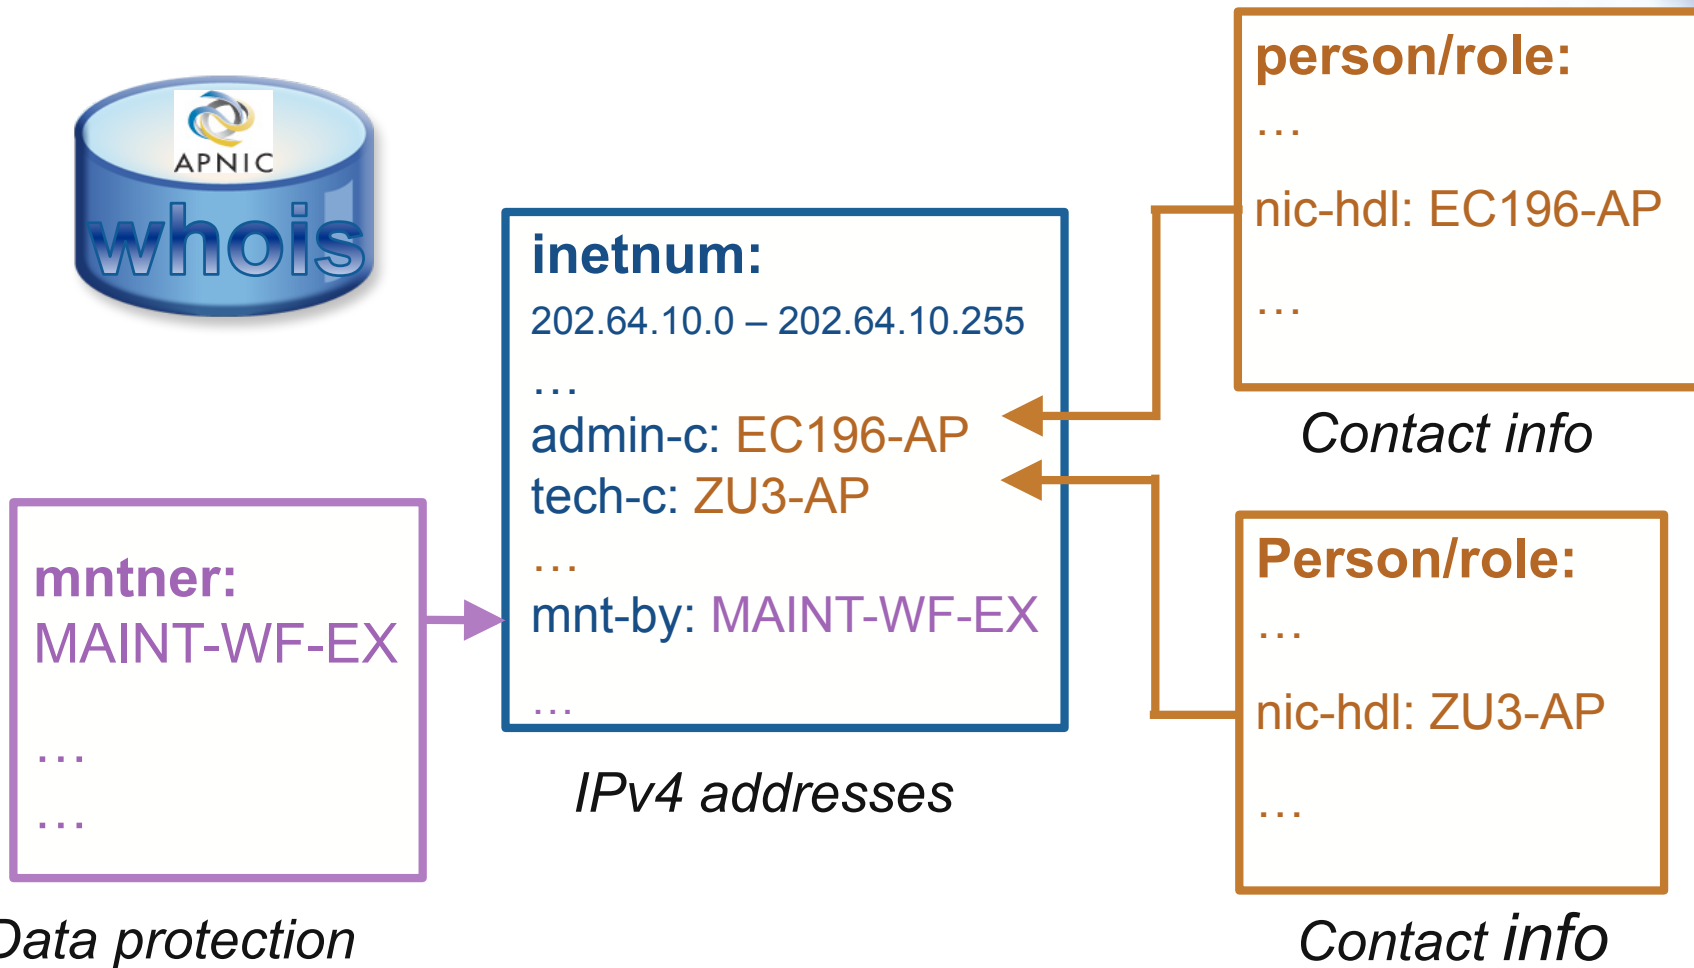 APNIC
whois
inetnum:
202.64.10.0 – 202.64.10.255
…
admin-c: EC196-AP
tech-c: ZU3-AP
…
mnt-by: MAINT-WF-EX
…
IPv4 addresses
mntner:
MAINT-WF-EX
…
…
Data protection
person/role:
…
nic-hdl: EC196-AP
…
Contact info
Person/role:
…
nic-hdl: ZU3-AP
…
Contact info